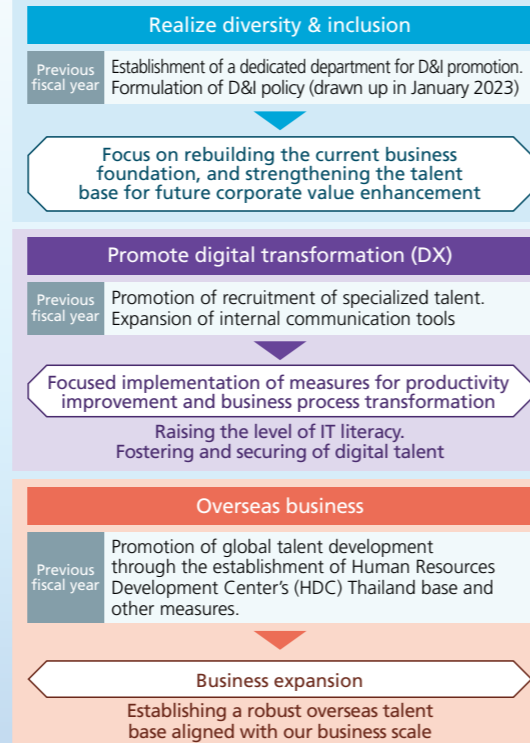 Realize diversity & inclusion
Previous
fiscal year
Establishment of a dedicated department for D&I promotion.
Formulation of D&I policy (drawn up in January 2023)
Focus on rebuilding the current business
foundation, and strengthening the talent
base for future corporate value enhancement
Promote digital transformation (DX)
Previous
fiscal year
Promotion of recruitment of specialized talent.
Expansion of internal communication tools
Focused implementation of measures for productivity
improvement and business process transformation
Raising the level of IT literacy.
Fostering and securing of digital talent
Overseas business
Previous
fiscal year
Promotion of global talent development
through the establishment of Human Resources
Development Center’s (HDC) Thailand base and
other measures.
Business expansion
Establishing a robust overseas talent
base aligned with our business scale